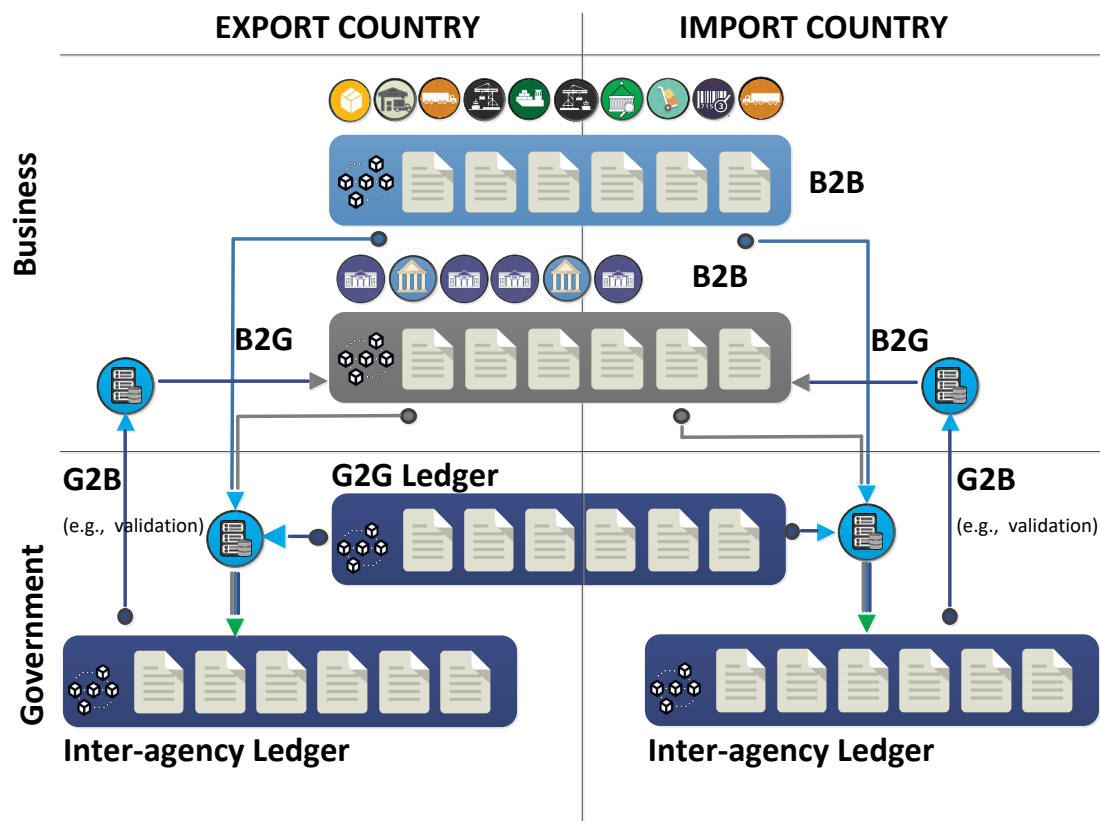 EXPORT COUNTRY
IMPORT COUNTRY
Business
B2B
B2B
B2G
B2G
G2B
(e.g., validation)
G2G Ledger
G2B
(e.g., validation)
Government
Inter-agency Ledger
Inter-agency Ledger